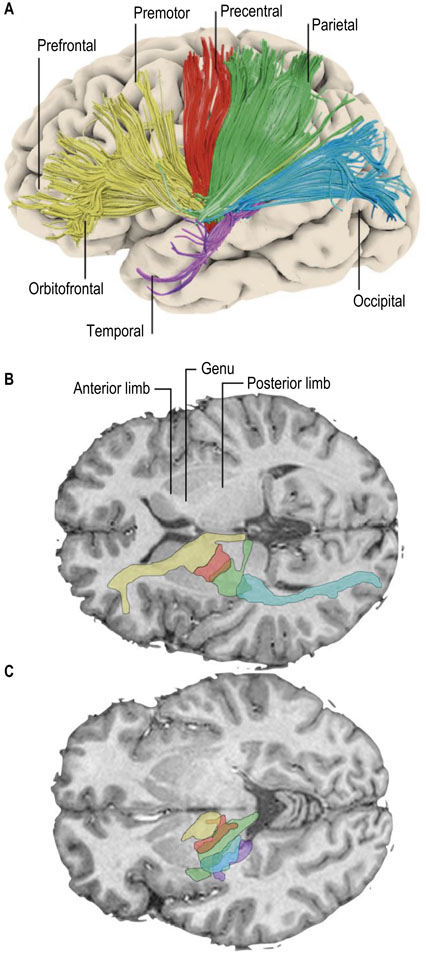 A
Premotor
Precentral
Parietal
Prefrontal
Orbitofrontal
Temporal
Occipital
B
Genu
Anterior limb
Posterior limb
C